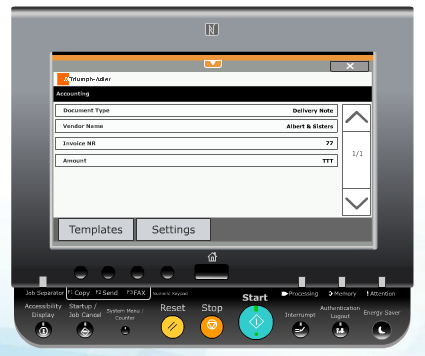 N
Triumph-Adler
Accounting
Document Type Delivery Note
Vendor Name Albert & Sisters
Invoice NR 77
Amount TTT
1/1
Templates Settings
Job Separator F1 Copy F2 Send F3 FAX Numeric Keypad
Start
Processing Memory ! Attention
Accessibility Display
Startup / Job Cancel
System Menu / Counter
Reset Stop
Interrupt
Authentication Logout
Energy Saver